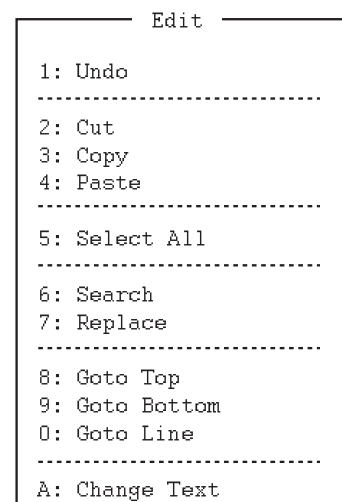 Edit
1: Undo
2: Cut
3: Copy
4: Paste
5: Select All
6: Search
7: Replace
8: Goto Top
9: Goto Bottom
0: Goto Line
A: Change Text